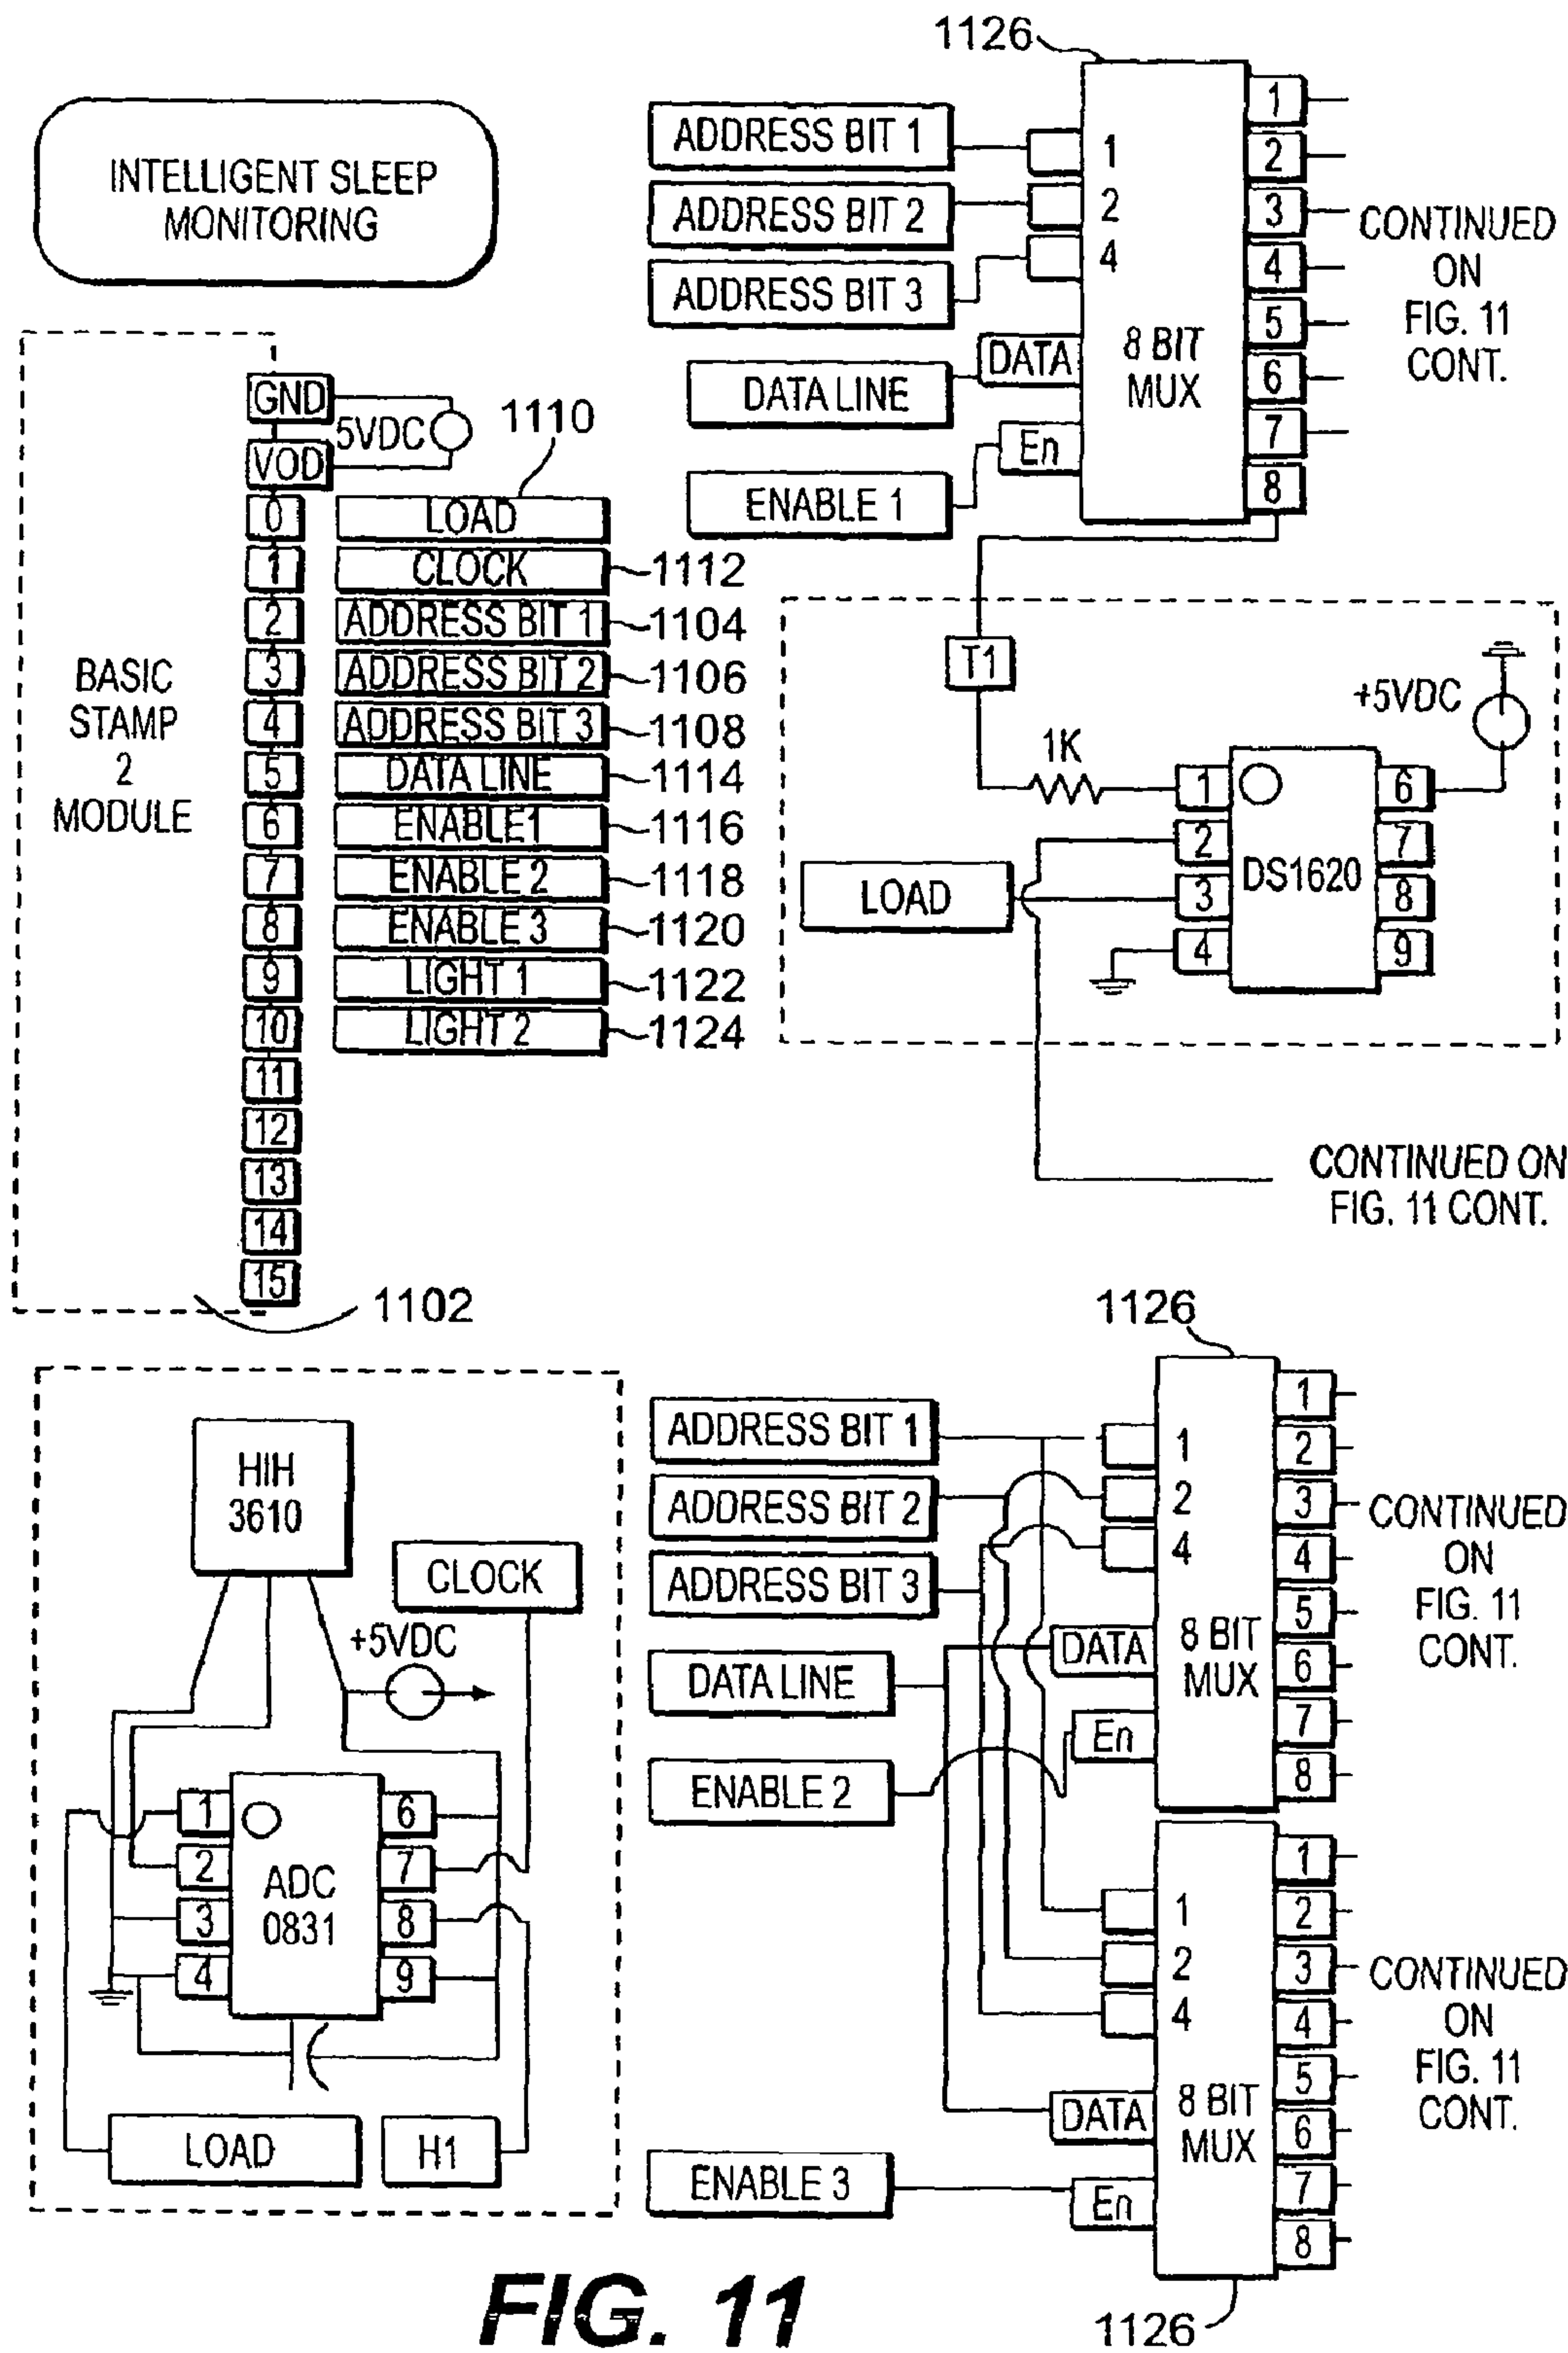 INTELLIGENT SLEEP
MONITORING
BASIC
STAMP
2
MODULE
GND
VOD
5VDC
0
1
2
3
4
5
6
7
8
9
10
11
12
13
14
15
1102
1110
LOAD
CLOCK
1112
ADDRESS BIT 1
1104
ADDRESS BIT 2
1106
ADDRESS BIT 3
1108
DATA LINE
1114
ENABLE1
1116
ENABLE 2
1118
ENABLE 3
1120
LIGHT 1
1122
LIGHT 2
1124
1126
ADDRESS BIT 1
ADDRESS BIT 2
ADDRESS BIT 3
DATA LINE
ENABLE 1
1
2
4
DATA
En
8 BIT
MUX
1
2
3
4
5
6
7
8
CONTINUED
ON
FIG. 11
CONT.
T1
1K
+5VDC
LOAD
1
2
3
4
DS1620
6
7
8
9
CONTINUED ON
FIG. 11 CONT.
HIH
3610
CLOCK
+5VDC
1
2
3
4
ADC
0831
6
7
8
9
LOAD
H1
1126
ADDRESS BIT 1
ADDRESS BIT 2
ADDRESS BIT 3
DATA LINE
ENABLE 2
1
2
4
DATA
En
8 BIT
MUX
1
2
3
4
5
6
7
8
CONTINUED
ON
FIG. 11
CONT.
ENABLE 3
1
2
4
DATA
En
8 BIT
MUX
1
2
3
4
5
6
7
8
CONTINUED
ON
FIG. 11
CONT.
1126
FIG. 11